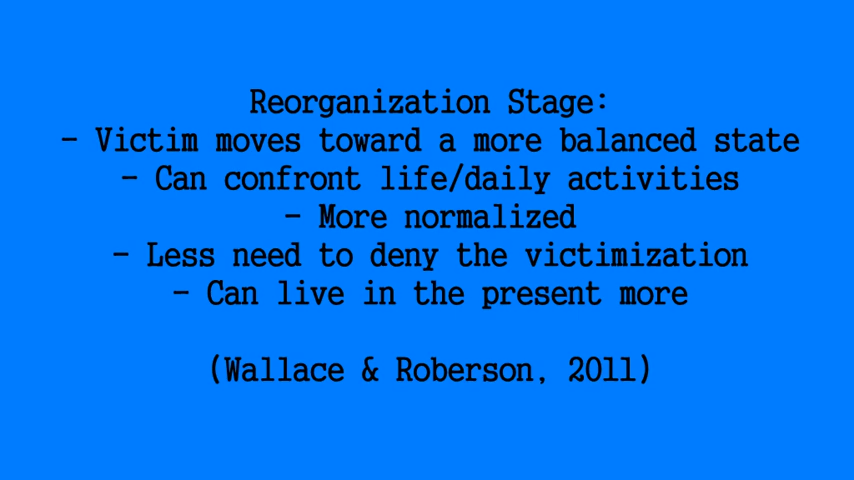 Reorganization Stage:
- Victim moves toward a more balanced state
- Can confront life/daily activities
- More normalized
- Less need to deny the victimization
- Can live in the present more
(Wallace & Roberson, 2011)